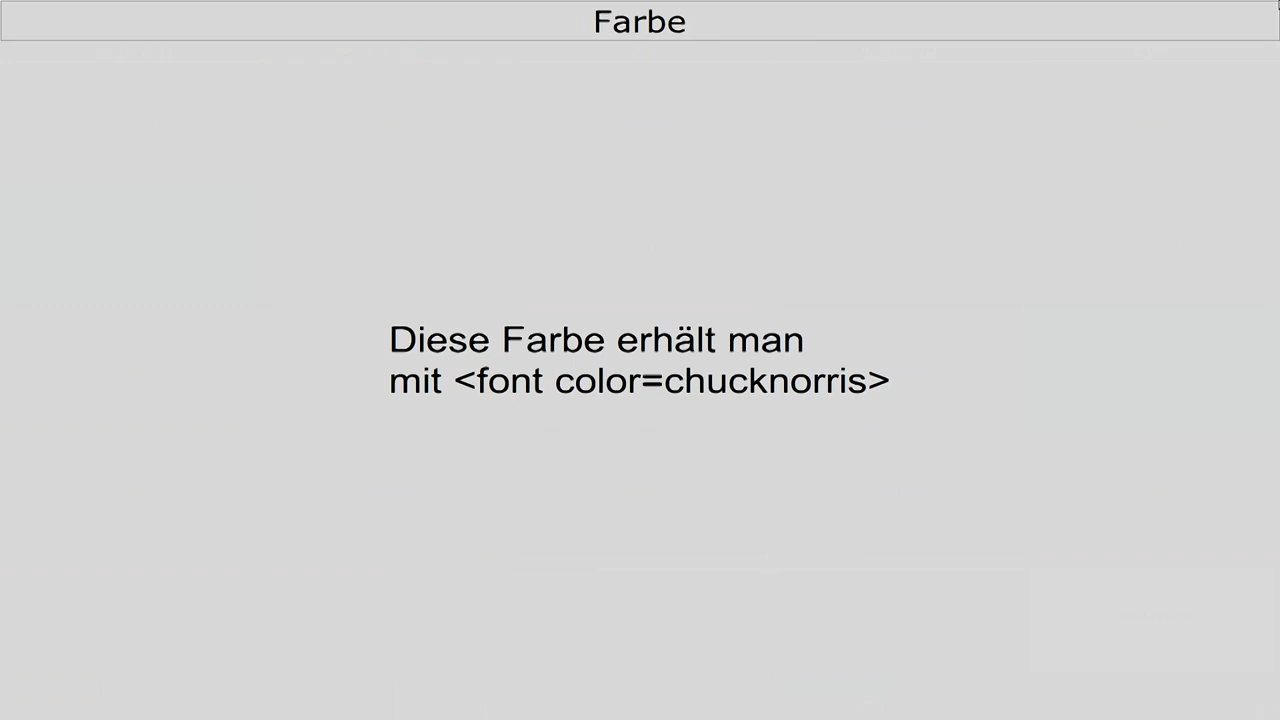 Farbe
Diese Farbe erhält man
mit <font color=chucknorris>